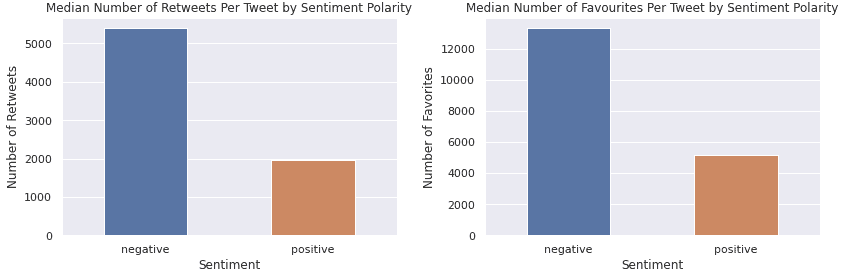 Median Number of Retweets Per Tweet by Sentiment Polarity
5000
4000
3000
2000
1000
0
Number of Retweets
negative
positive
Sentiment
Median Number of Favourites Per Tweet by Sentiment Polarity
12000
10000
8000
6000
4000
2000
0
Number of Favorites
negative
positive
Sentiment